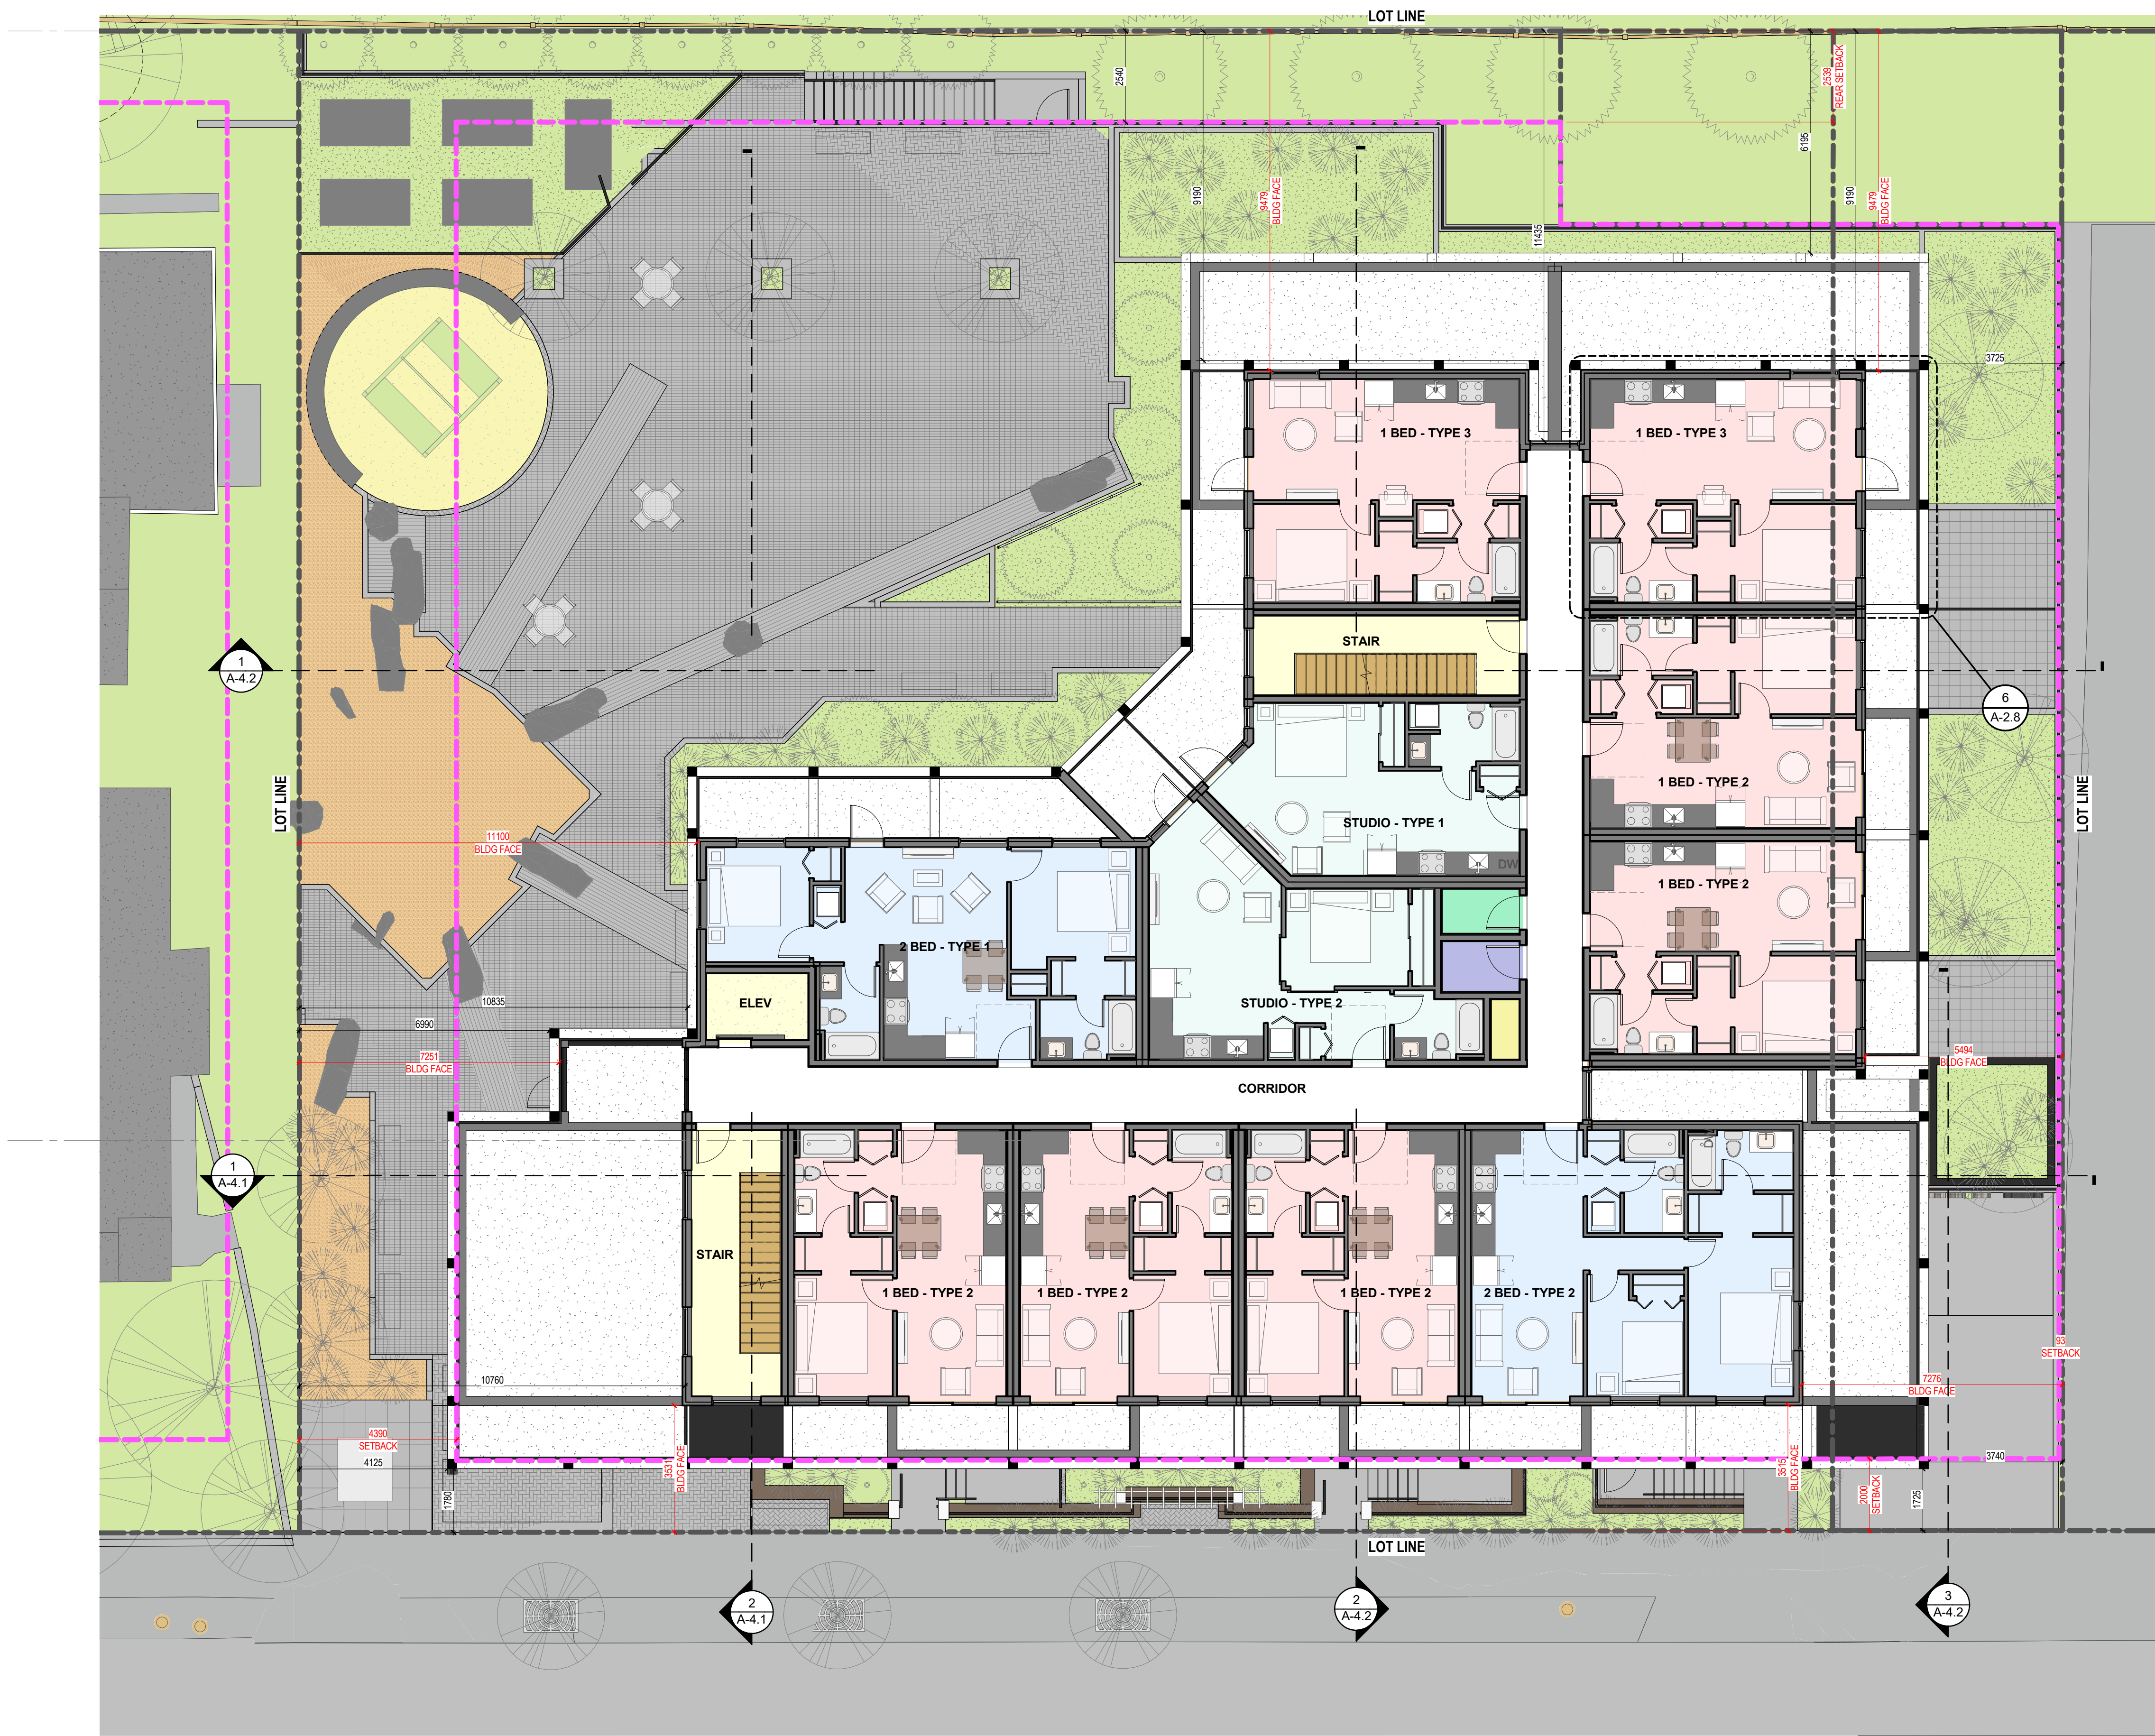 LOT LINE
2540
2539
REAR SETBACK
6195
9190
9479
BLDG FACE
11435
9190
9479
BLDG FACE
3725
1 BED - TYPE 3
1 BED - TYPE 3
STAIR
1
A-4.2
6
A-2.8
1 BED - TYPE 2
LOT LINE
LOT LINE
STUDIO - TYPE 1
11100
BLDG FACE
DW
1 BED - TYPE 2
2 BED - TYPE 1
10835
ELEV
STUDIO - TYPE 2
6990
7251
BLDG FACE
5494
BLDG FACE
CORRIDOR
1
A-4.1
STAIR
1 BED - TYPE 2
1 BED - TYPE 2
1 BED - TYPE 2
2 BED - TYPE 2
93
SETBACK
10760
7276
BLDG FACE
4390
SETBACK
4125
3531
BLDG FACE
3515
BLDG FACE
3740
1780
2000
SETBACK
1725
LOT LINE
2
A-4.1
2
A-4.2
3
A-4.2